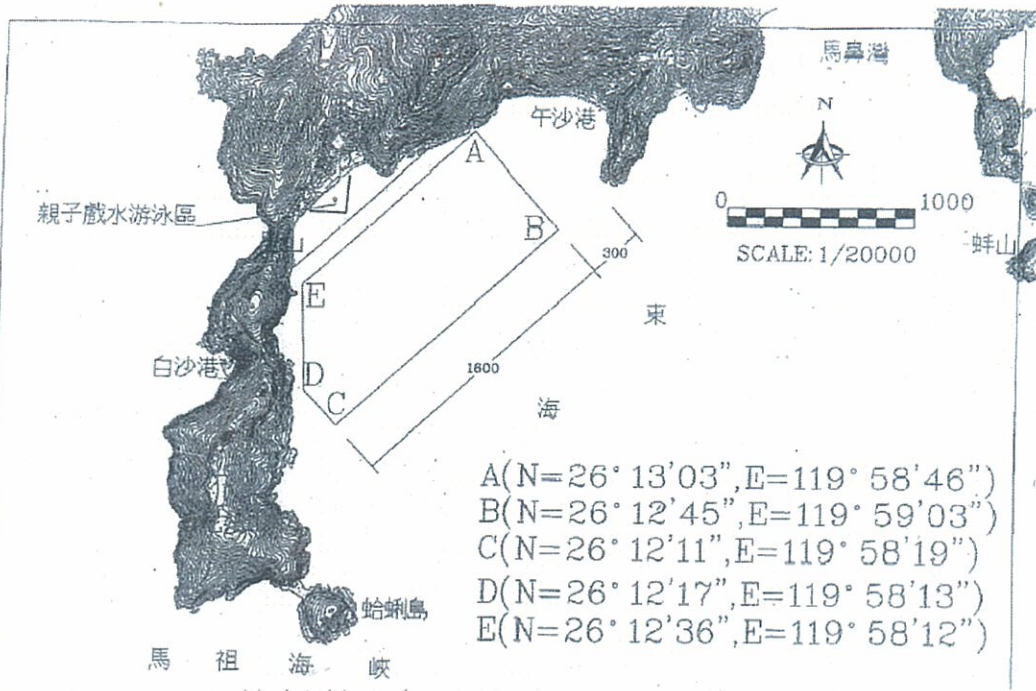 馬鼻灣
N
午沙港
A
親子戲水游泳區
0 1000
B
SCALE: 1/20000
蚌山
300
E
東
白沙港
D
1600
C
海
A(N=26° 13'03", E=119° 58'46")
B(N=26° 12'45", E=119° 59'03")
C(N=26° 12'11", E=119° 58'19")
D(N=26° 12'17", E=119° 58'13")
E(N=26° 12'36", E=119° 58'12")
蛤蜊島
馬祖海峽